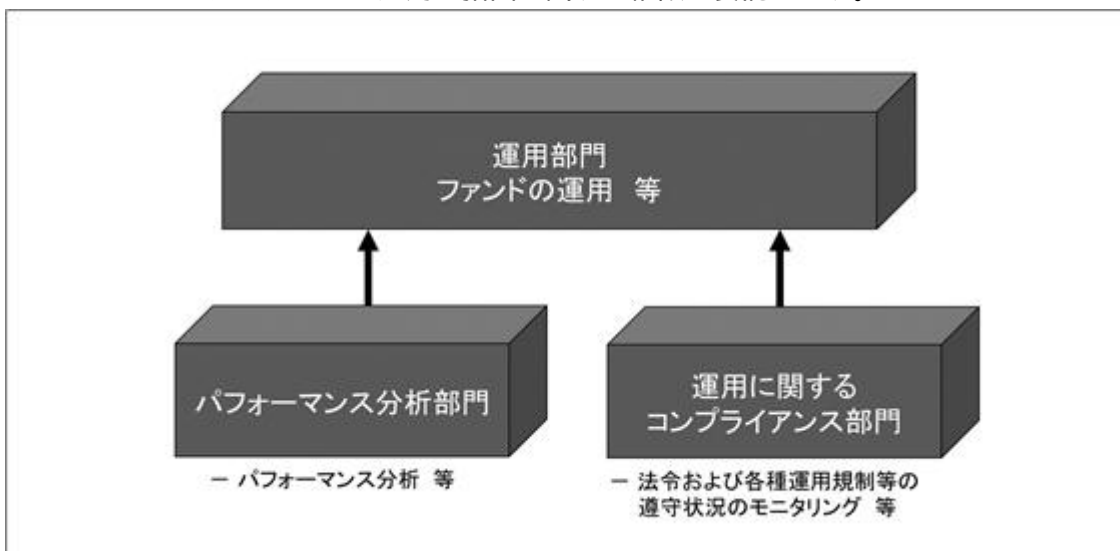 運用部門
ファンドの運用 等
パフォーマンス分析部門
運用に関する
コンプライアンス部門
－ パフォーマンス分析 等
－ 法令および各種運用規制等の
遵守状況のモニタリング 等